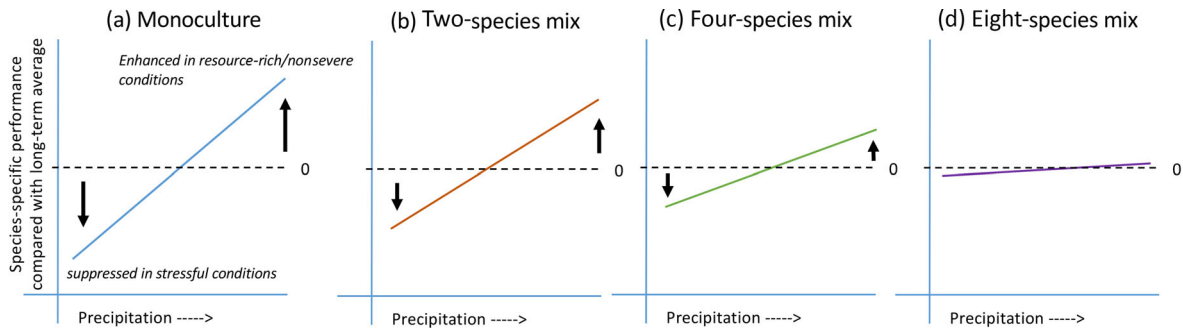 (a) Monoculture
(b) Two-species mix
(c) Four-species mix
(d) Eight-species mix
Species-specific performance
compared with long-term average
Enhanced in resource-rich/nonsevere
conditions
suppressed in stressful conditions
0
0
0
0
Precipitation ----->
Precipitation ----->
Precipitation ----->
Precipitation ----->